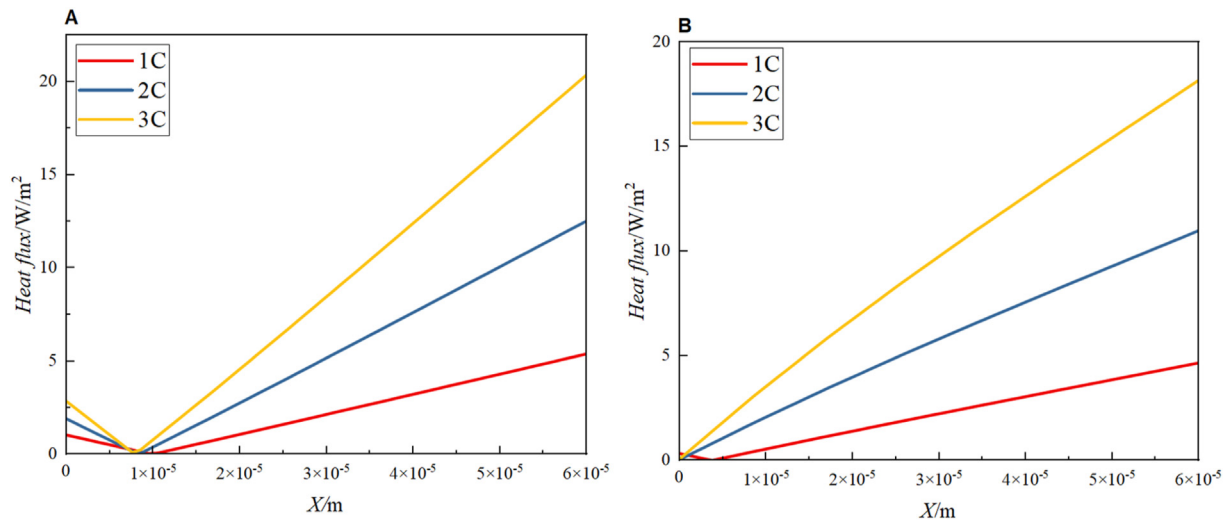 A
1C
2C
3C
Heat flux/W/m²
20
15
10
5
0
0
1×10⁻⁵
2×10⁻⁵
3×10⁻⁵
4×10⁻⁵
5×10⁻⁵
6×10⁻⁵
X/m
B
1C
2C
3C
Heat flux/W/m²
20
15
10
5
0
0
1×10⁻⁵
2×10⁻⁵
3×10⁻⁵
4×10⁻⁵
5×10⁻⁵
6×10⁻⁵
X/m